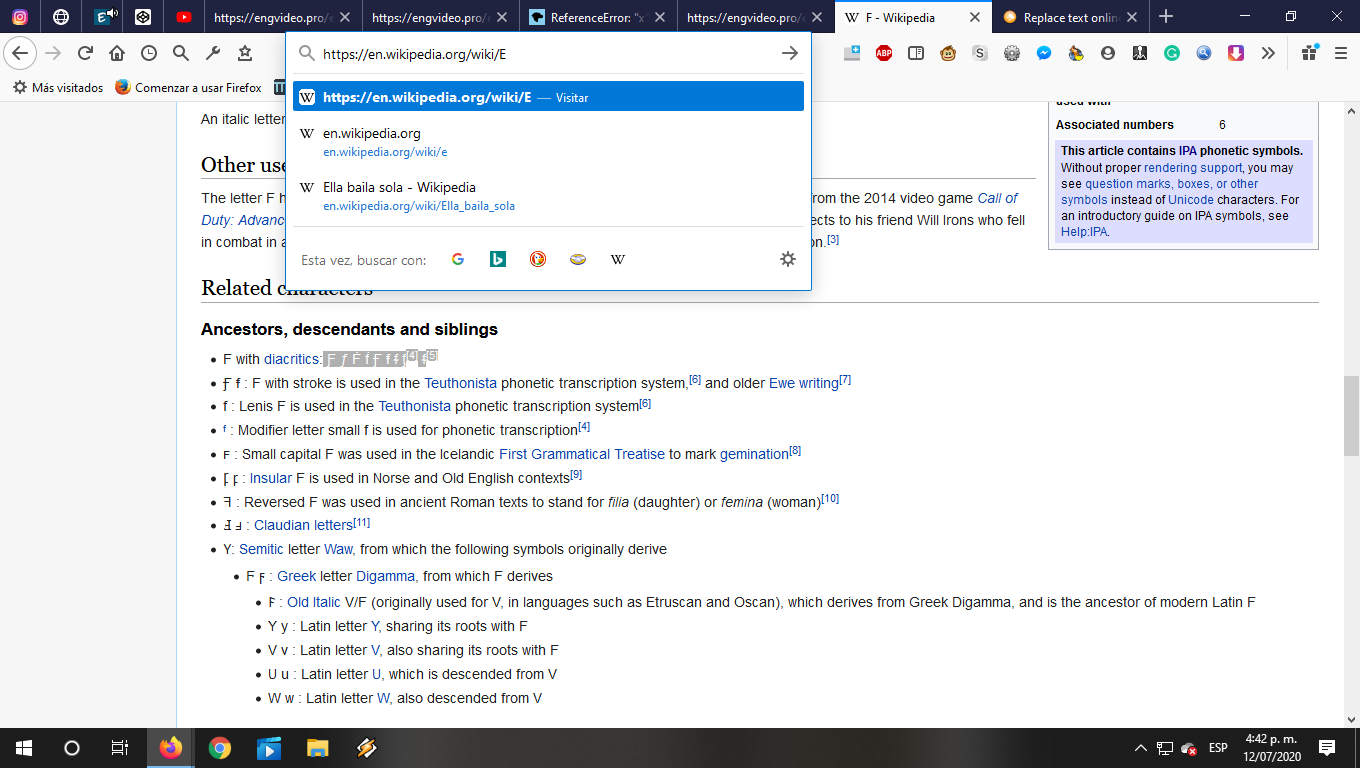 https://engvideo.pro/e
https://engvideo.pro/e
ReferenceError: "x"
https://engvideo.pro/e
W F - Wikipedia
Replace text onlin
https://en.wikipedia.org/wiki/E
Más visitados
Comenzar a usar Firefox
W https://en.wikipedia.org/wiki/E — Visitar
W en.wikipedia.org
en.wikipedia.org/wiki/e
W Ella baila sola - Wikipedia
en.wikipedia.org/wiki/Ella_baila_sola
Esta vez, buscar con: G b W
used with
Associated numbers 6
This article contains IPA phonetic symbols.
Without proper rendering support, you may
see question marks, boxes, or other
symbols instead of Unicode characters. For
an introductory guide on IPA symbols, see
Help:IPA.
An italic letter
Other use
The letter F h rom the 2014 video game Call of
Duty: Advanc ects to his friend Will Irons who fell
in combat in a n.[3]
Related characters
Ancestors, descendants and siblings
F with diacritics: Ƒ ƒ Ḟ ḟ [4] [5]
Ꞙ ꞙ : F with stroke is used in the Teuthonista phonetic transcription system,[6] and older Ewe writing[7]
: Lenis F is used in the Teuthonista phonetic transcription system[6]
ᶠ : Modifier letter small f is used for phonetic transcription[4]
ꜰ : Small capital F was used in the Icelandic First Grammatical Treatise to mark gemination[8]
Ꝼ ꝼ : Insular F is used in Norse and Old English contexts[9]
ꟻ : Reversed F was used in ancient Roman texts to stand for filia (daughter) or femina (woman)[10]
Ⅎ ⅎ : Claudian letters[11]
: Semitic letter Waw, from which the following symbols originally derive
Ϝ ϝ : Greek letter Digamma, from which F derives
𐌅 : Old Italic V/F (originally used for V, in languages such as Etruscan and Oscan), which derives from Greek Digamma, and is the ancestor of modern Latin F
Y y : Latin letter Y, sharing its roots with F
V v : Latin letter V, also sharing its roots with F
U u : Latin letter U, which is descended from V
W w : Latin letter W, also descended from V
ESP
4:42 p. m.
12/07/2020